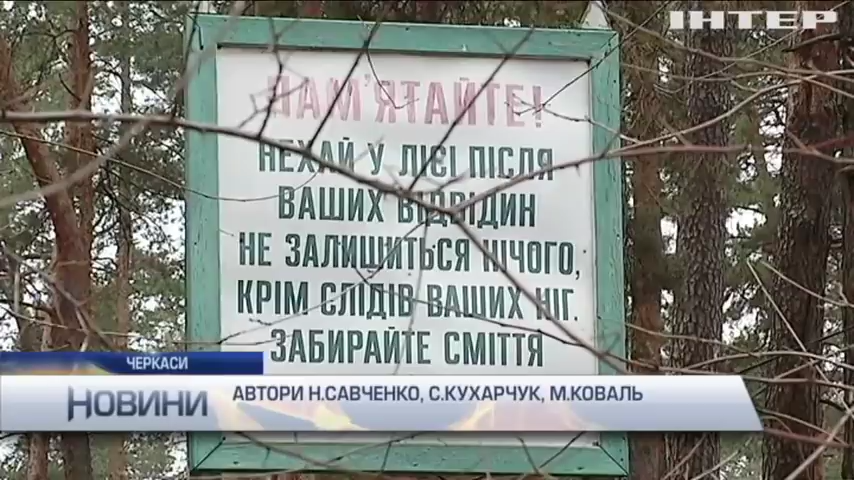 ІНТЕР
ПАМ'ЯТАЙТЕ!
НЕХАЙ У ЛІСІ ПІСЛЯ
ВАШИХ ВІДВІДИН
НЕ ЗАЛИШИТЬСЯ НІЧОГО,
КРІМ СЛІДІВ ВАШИХ НІГ.
ЗАБИРАЙТЕ СМІТТЯ
ЧЕРКАСИ
НОВИНИ
АВТОРИ Н.САВЧЕНКО, С.КУХАРЧУК, М.КОВАЛЬ